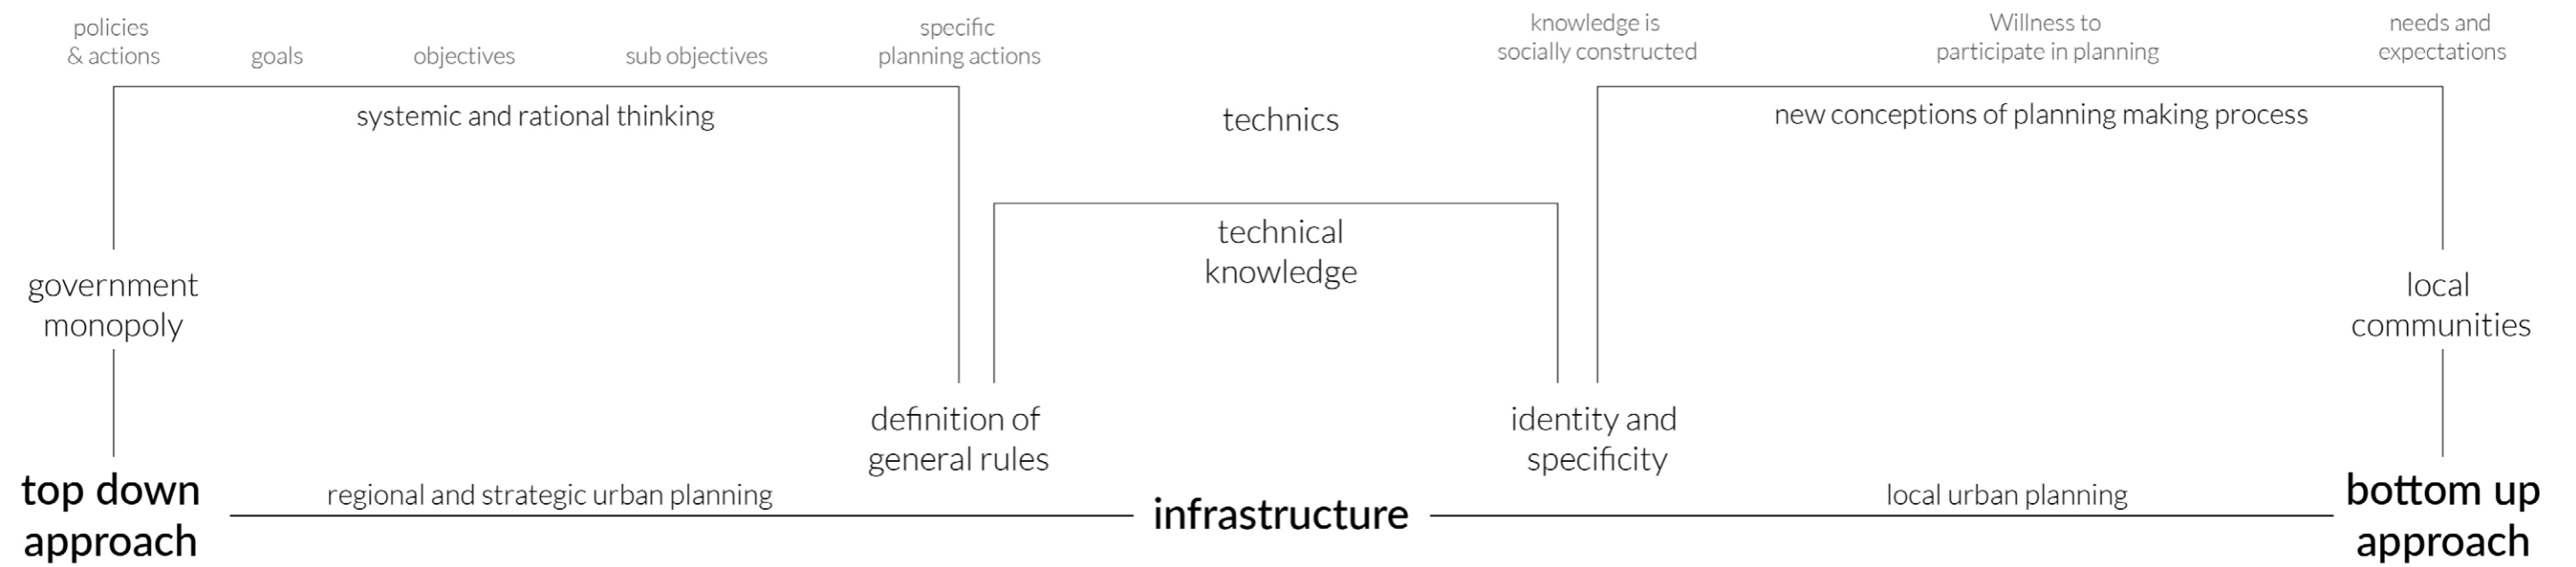 policies
& actions
goals
objectives
sub objectives
specific
planning actions
knowledge is
socially constructed
Willness to
participate in planning
needs and
expectations
systemic and rational thinking
technics
new conceptions of planning making process
technical
knowledge
government
monopoly
local
communities
definition of
general rules
identity and
specificity
top down
approach
regional and strategic urban planning
infrastructure
local urban planning
bottom up
approach